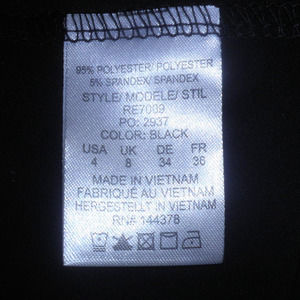 95% POLYESTER/ POLYESTER
5% SPANDEX/ SPANDEX
STYLE/ MODELE/ STIL
RE7009
PO: 2937
COLOR: BLACK
USA UK DE FR
4 8 34 36
MADE IN VIETNAM
FABRIQUÉ AU VIETNAM
HERGESTELLT IN VIETNAM
RN# 144378